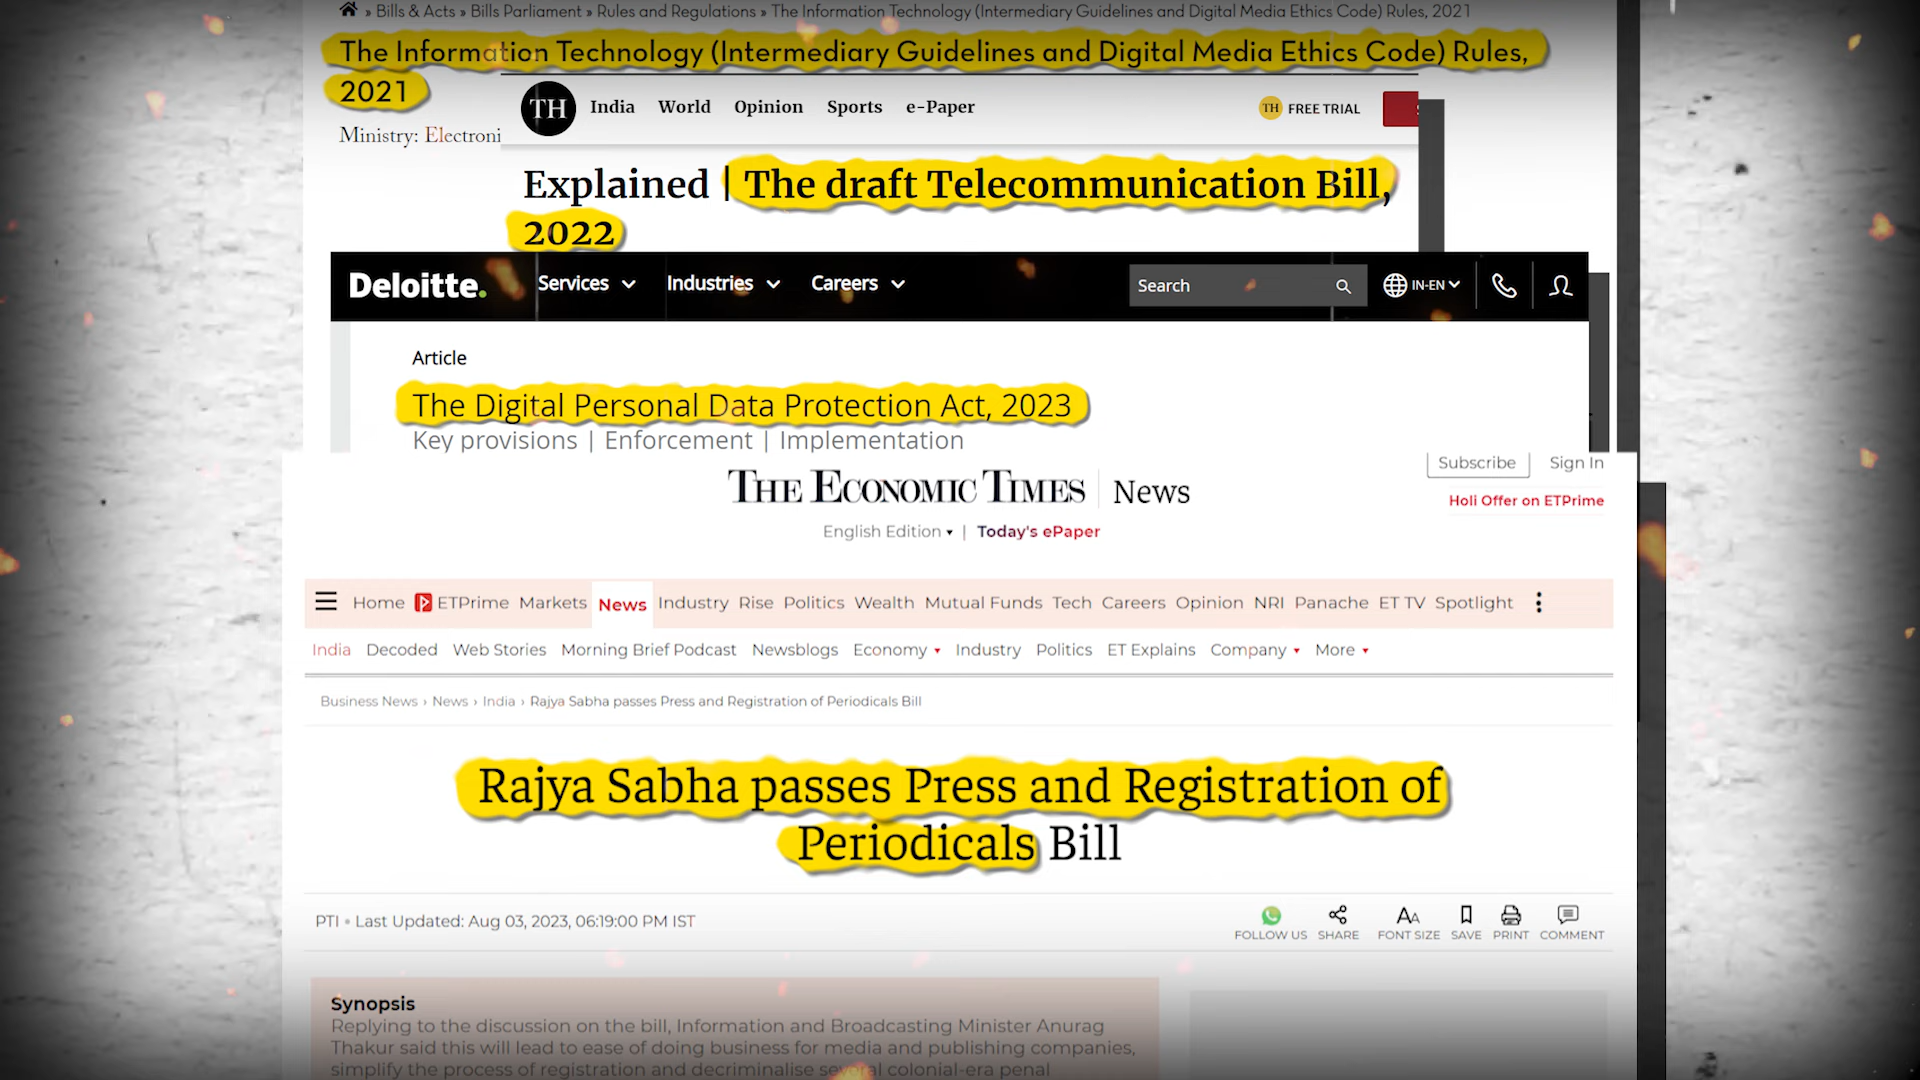 » Bills & Acts » Bills Parliament » Rules and Regulations » The Information Technology (Intermediary Guidelines and Digital Media Ethics Code) Rules, 2021
The Information Technology (Intermediary Guidelines and Digital Media Ethics Code) Rules,
2021
Ministry: Electroni
TH India World Opinion Sports e-Paper TH FREE TRIAL
Explained | The draft Telecommunication Bill,
2022
Deloitte. Services Industries Careers Search IN-EN
Article
The Digital Personal Data Protection Act, 2023
Key provisions | Enforcement | Implementation
Subscribe Sign In
THE ECONOMIC TIMES News
Holi Offer on ETPrime
English Edition | Today's ePaper
Home ETPrime Markets News Industry Rise Politics Wealth Mutual Funds Tech Careers Opinion NRI Panache ET TV Spotlight
India Decoded Web Stories Morning Brief Podcast Newsblogs Economy Industry Politics ET Explains Company More
Business News › News › India › Rajya Sabha passes Press and Registration of Periodicals Bill
Rajya Sabha passes Press and Registration of
Periodicals Bill
PTI • Last Updated: Aug 03, 2023, 06:19:00 PM IST
FOLLOW US SHARE FONT SIZE SAVE PRINT COMMENT
Synopsis
Replying to the discussion on the bill, Information and Broadcasting Minister Anurag
Thakur said this will lead to ease of doing business for media and publishing companies,
simplify the process of registration and decriminalise several colonial-era penal